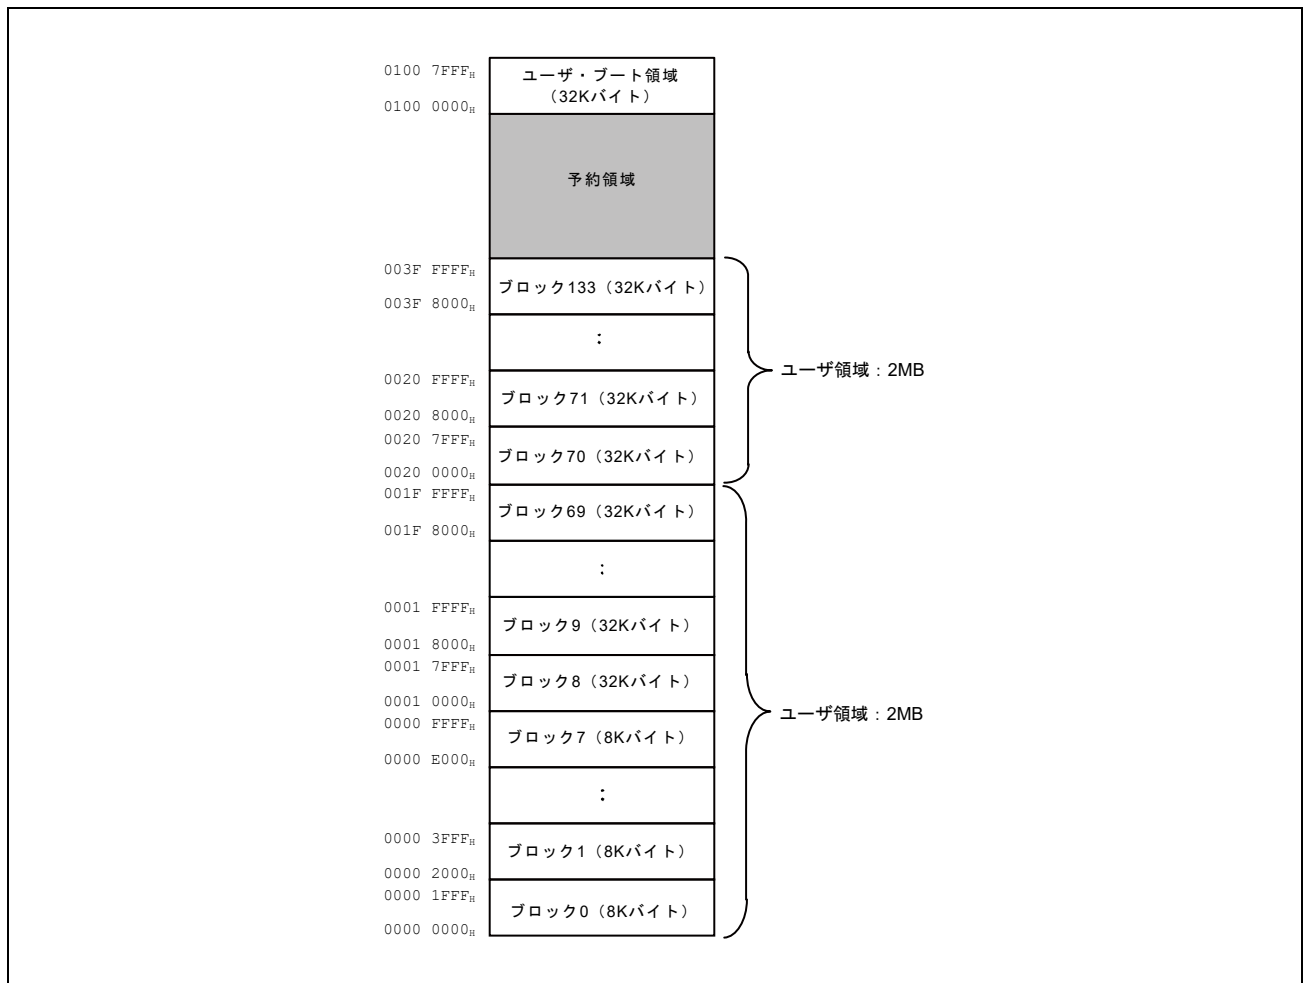 0100 7FFFH
ユーザ・ブート領域
(32Kバイト)
0100 0000H
予約領域
003F FFFFH
ブロック133(32Kバイト)
003F 8000H
:
ユーザ領域:2MB
0020 FFFFH
ブロック71(32Kバイト)
0020 8000H
0020 7FFFH
ブロック70(32Kバイト)
0020 0000H
001F FFFFH
ブロック69(32Kバイト)
001F 8000H
:
0001 FFFFH
ブロック9(32Kバイト)
0001 8000H
0001 7FFFH
ブロック8(32Kバイト)
0001 0000H
ユーザ領域:2MB
0000 FFFFH
ブロック7(8Kバイト)
0000 E000H
:
0000 3FFFH
ブロック1(8Kバイト)
0000 2000H
0000 1FFFH
ブロック0(8Kバイト)
0000 0000H